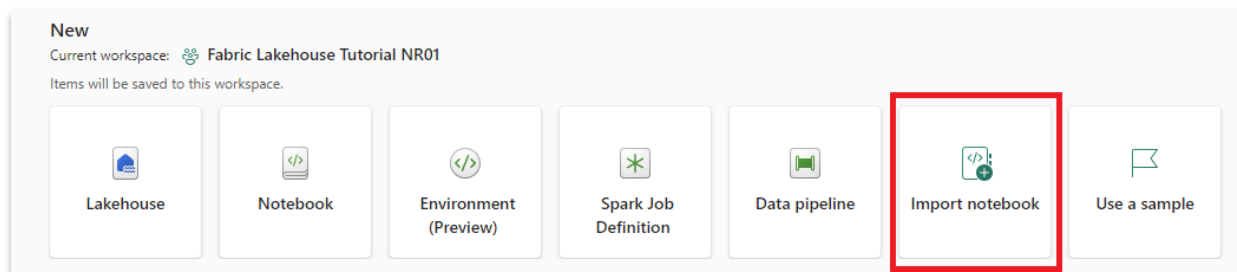 New
Current workspace: Fabric Lakehouse Tutorial NR01
Items will be saved to this workspace.
Lakehouse
Notebook
Environment
(Preview)
Spark Job
Definition
Data pipeline
Import notebook
Use a sample